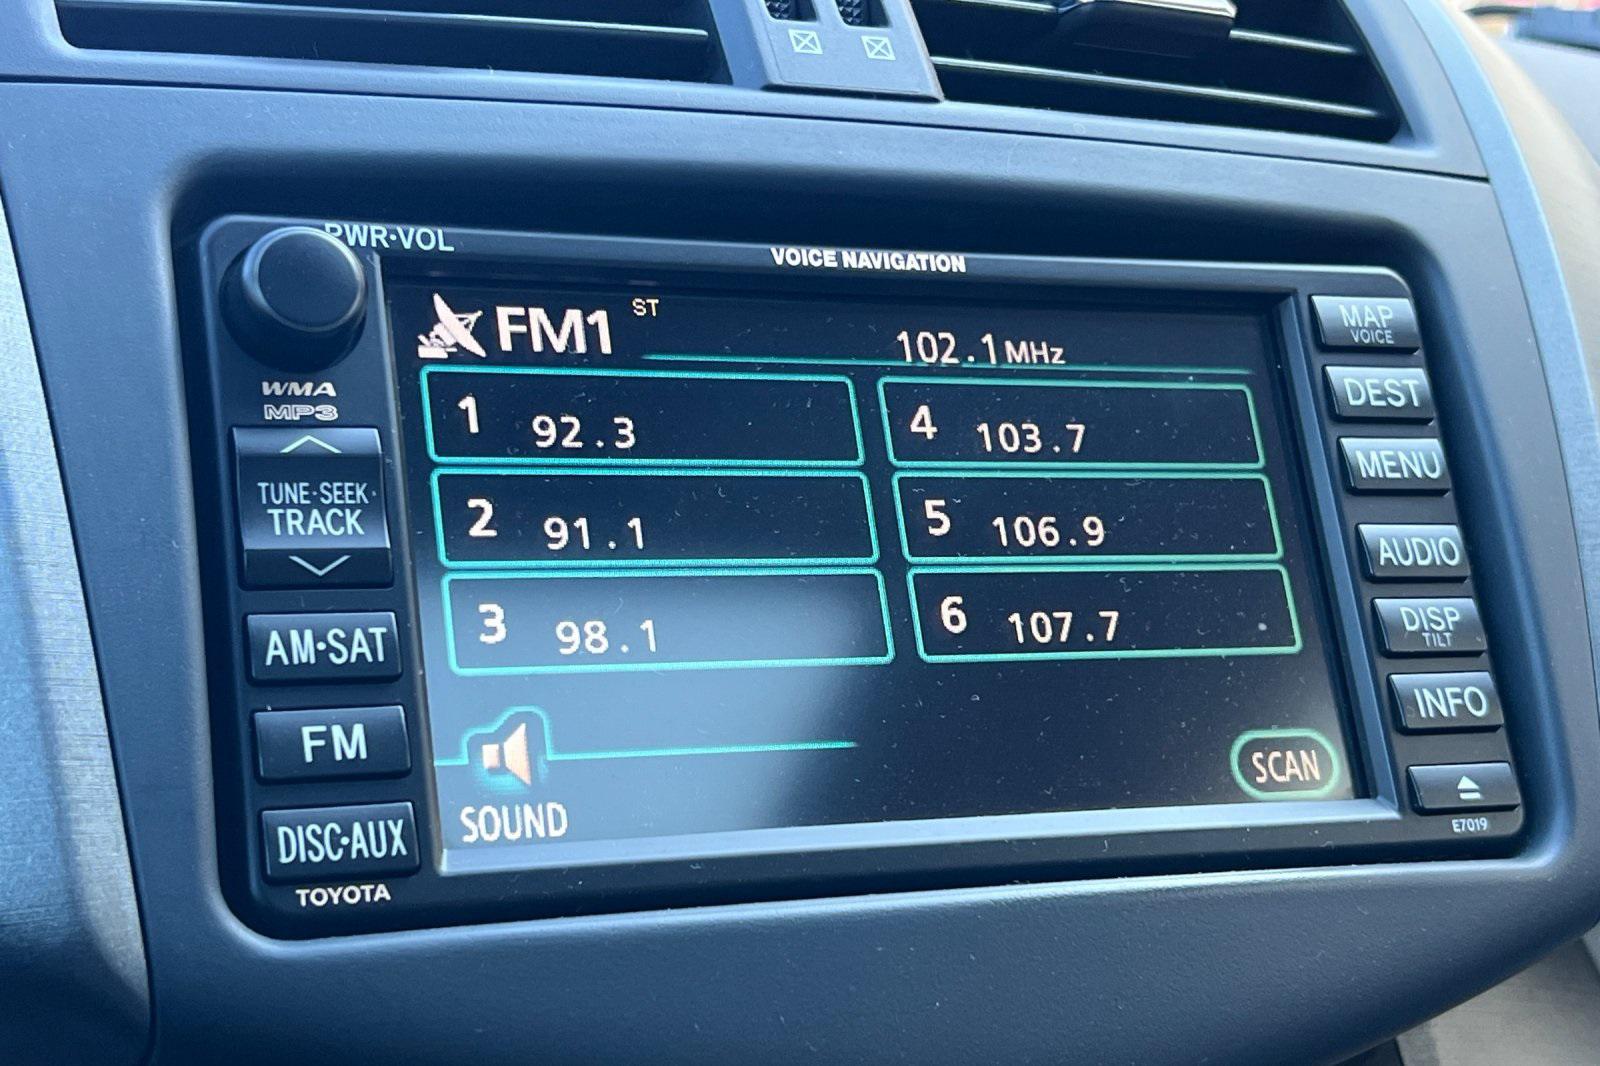 PWR·VOL
VOICE NAVIGATION
FM1 ST
102.1MHz
WMA
MP3
TUNE·SEEK·
TRACK
AM·SAT
FM
DISC·AUX
TOYOTA
1 92.3
2 91.1
3 98.1
4 103.7
5 106.9
6 107.7
SOUND
SCAN
MAP
VOICE
DEST
MENU
AUDIO
DISP
TILT
INFO
E7019